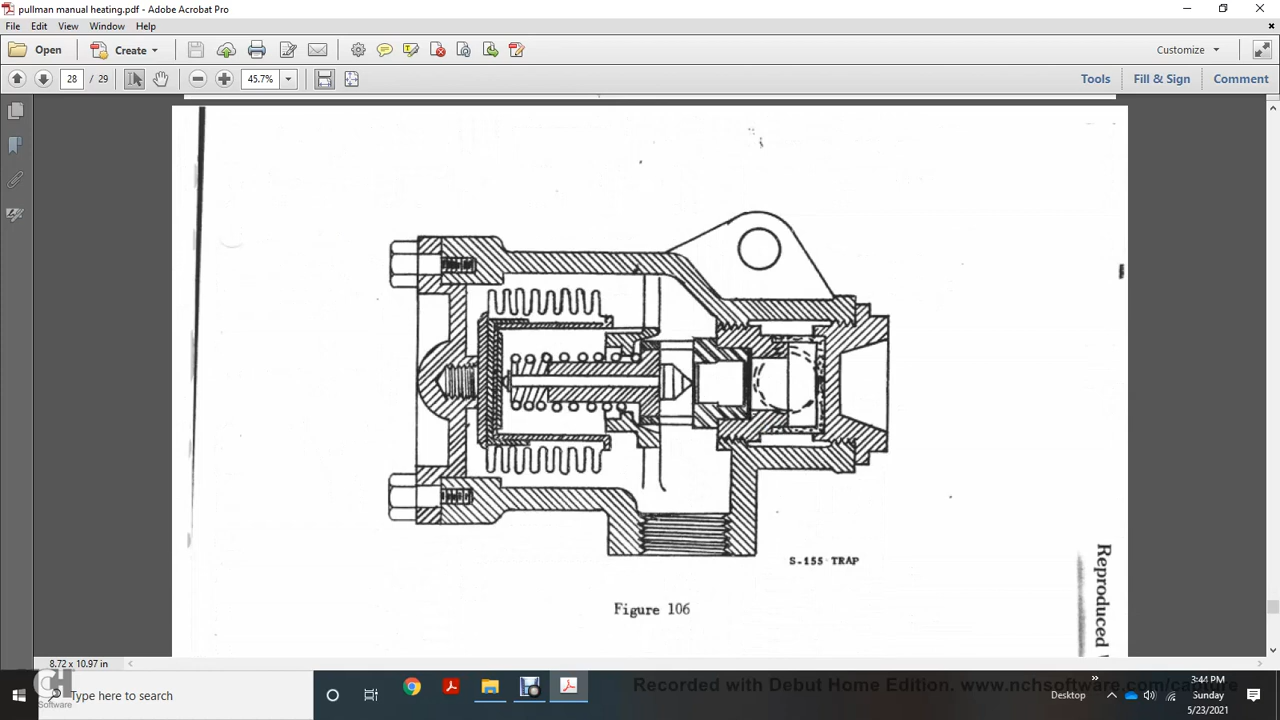 pullman manual heating.pdf - Adobe Acrobat Pro
File Edit View Window Help
Open Create Customize
28 / 29 45.7% Tools Fill & Sign Comment
S-155 TRAP
Figure 106
Reproduced
8.72 x 10.97 in
Type here to search
Software
Recorded with Debut Home Edition. www.nchsoftware.com/capture
Desktop
3:44 PM
Sunday
5/23/2021